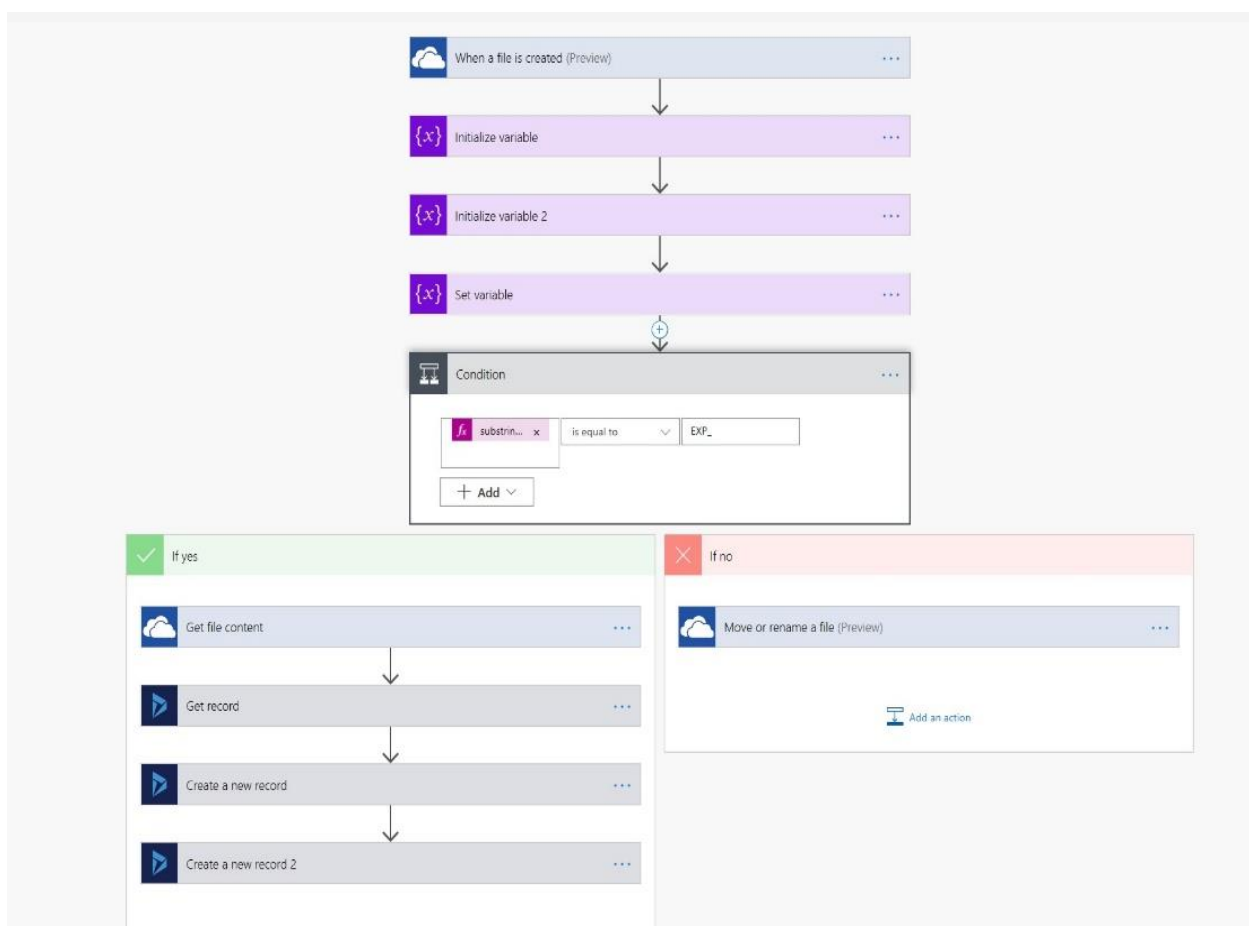 When a file is created (Preview)
{x} Initialize variable
{x} Initialize variable 2
{x} Set variable
Condition
fx substrin... x is equal to EXP_
+ Add
If yes
If no
Get file content
Move or rename a file (Preview)
Get record
Add an action
Create a new record
Create a new record 2